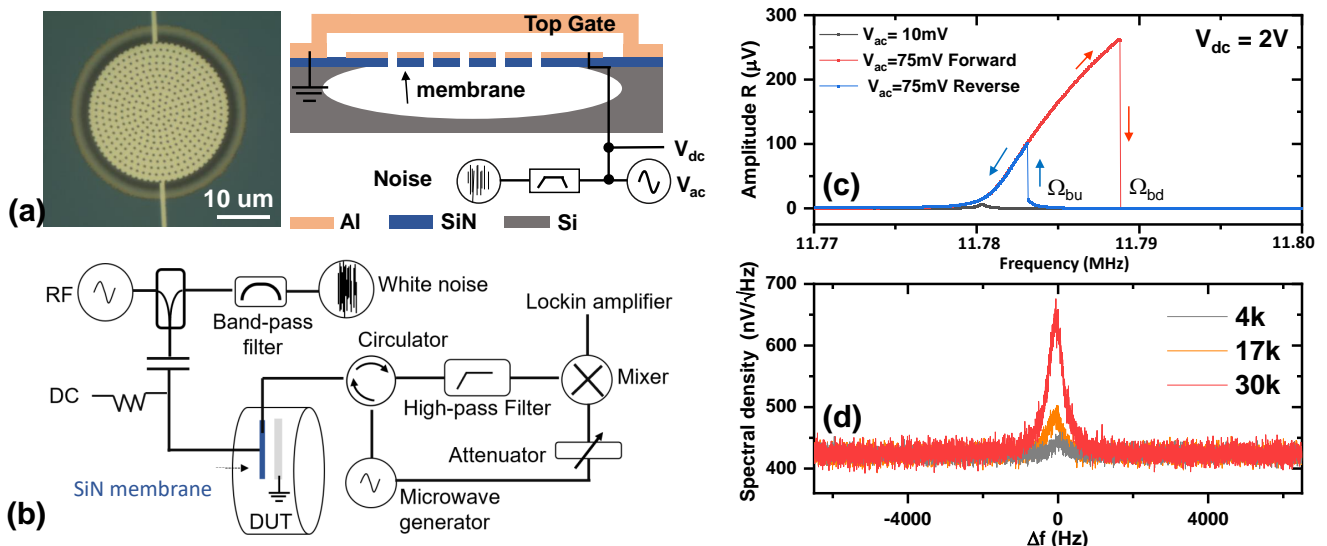 Top Gate
membrane
10 um
(a)
V_dc
Noise
V_ac
Al
SiN
Si
RF
White noise
Band-pass
filter
Lockin amplifier
Circulator
Mixer
DC
High-pass Filter
Attenuator
SiN membrane
Microwave
generator
DUT
(b)
Amplitude R (µV)
300
200
100
0
V_ac= 10mV
V_ac=75mV Forward
V_ac=75mV Reverse
V_dc = 2V
(c)
Ω_bu
Ω_bd
11.77
11.78
11.79
11.80
Frequency (MHz)
Spectral density (nV/√Hz)
700
600
500
400
4k
17k
30k
(d)
-4000
0
4000
Δf (Hz)